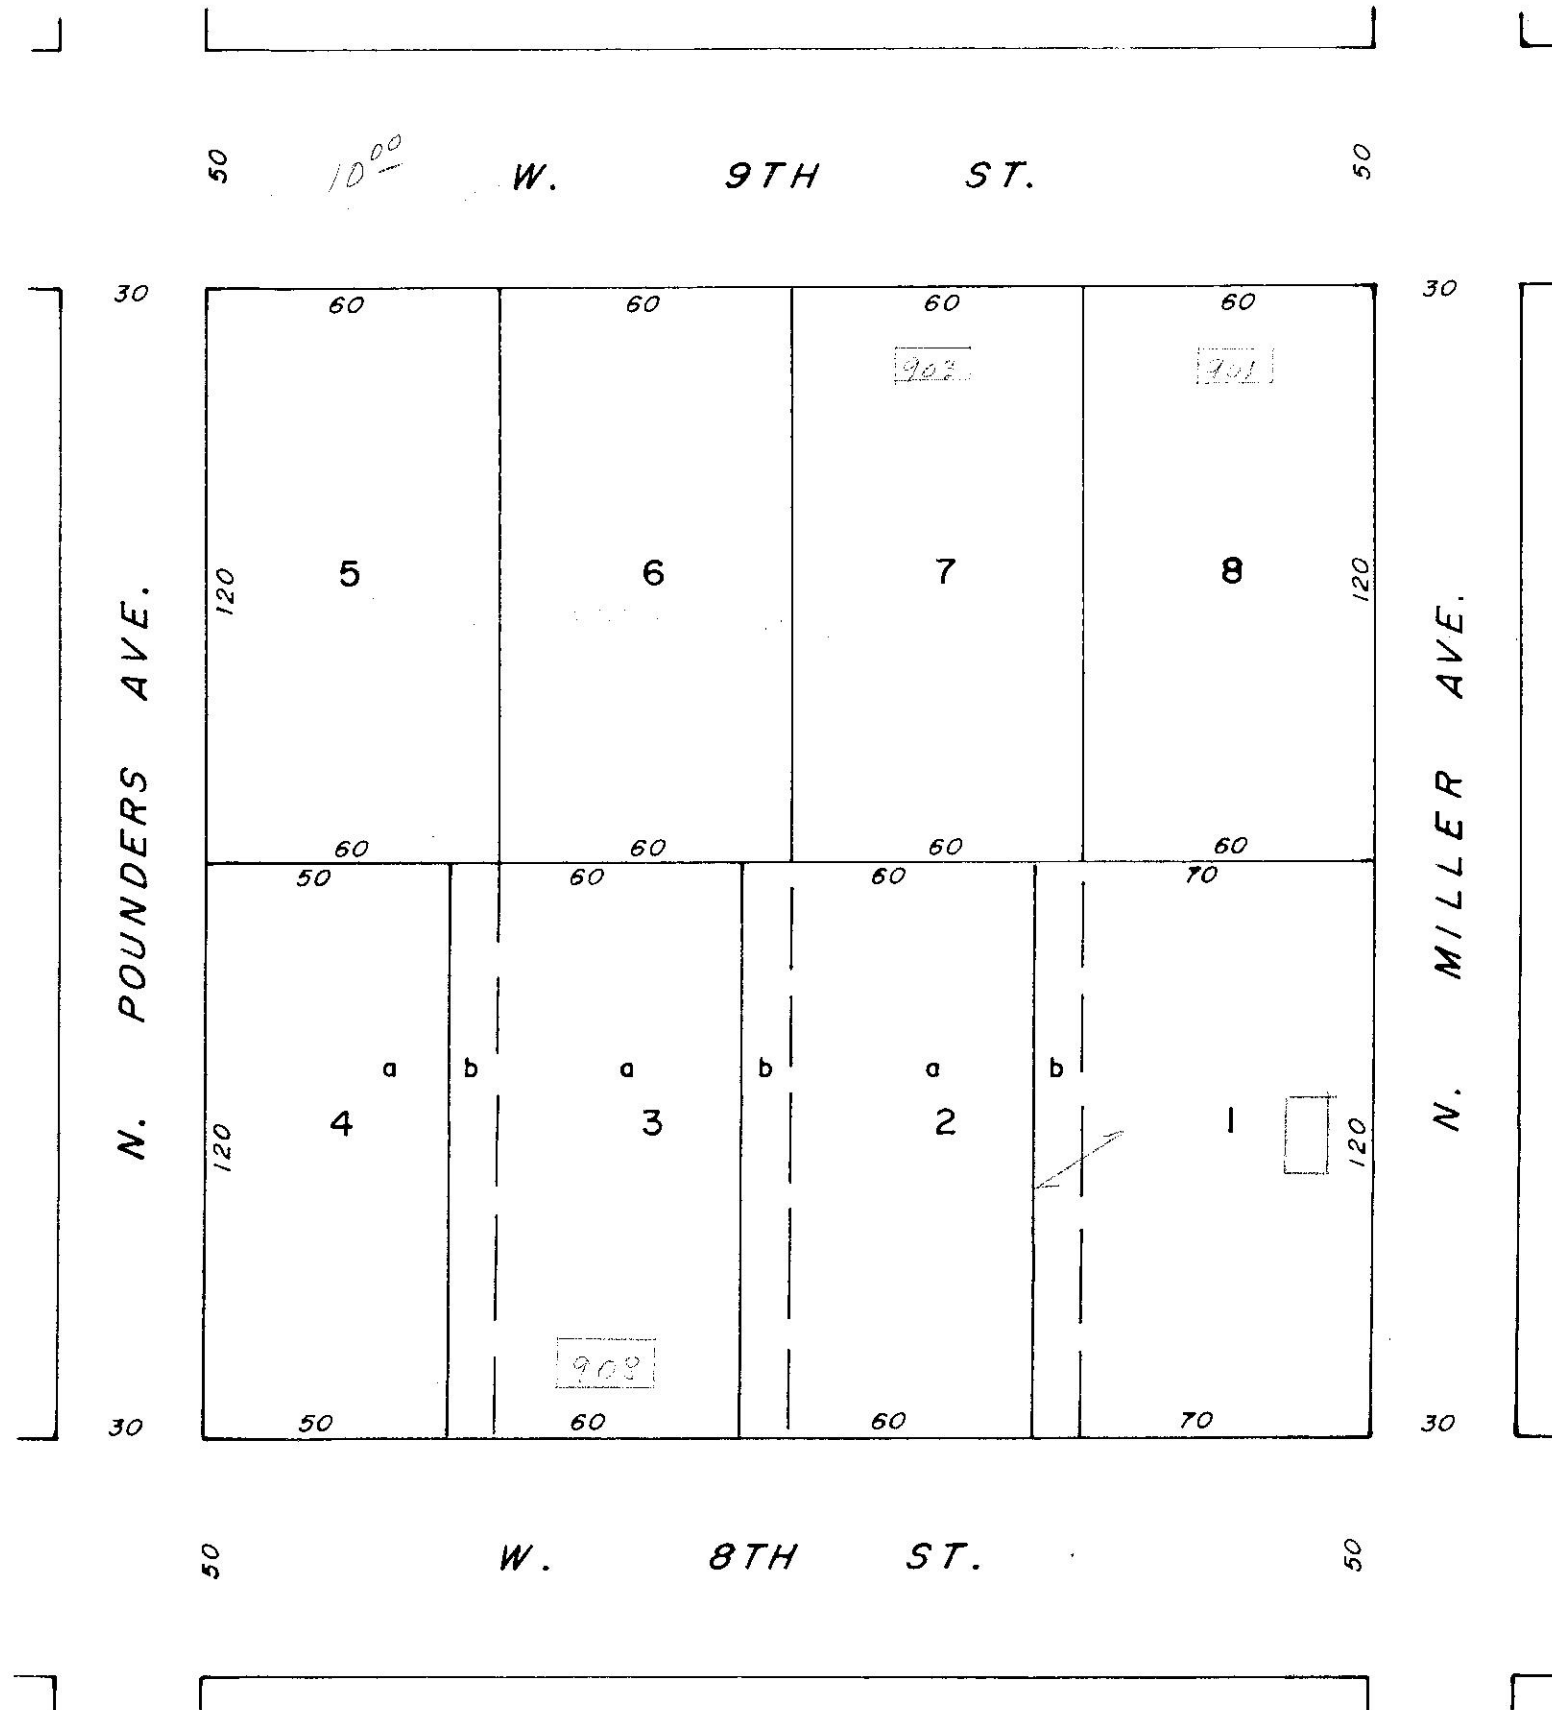 50 10 00 W. 9TH ST. 50
30 60 60 60 60 30
903 901
5 6 7 8
120 120
N. POUNDERS AVE.
N. MILLER AVE.
60 60 60 60
50 60 60 70
a b a b a b
4 3 2 1
120 120
908
30 50 60 60 70 30
50 W. 8TH ST. 50